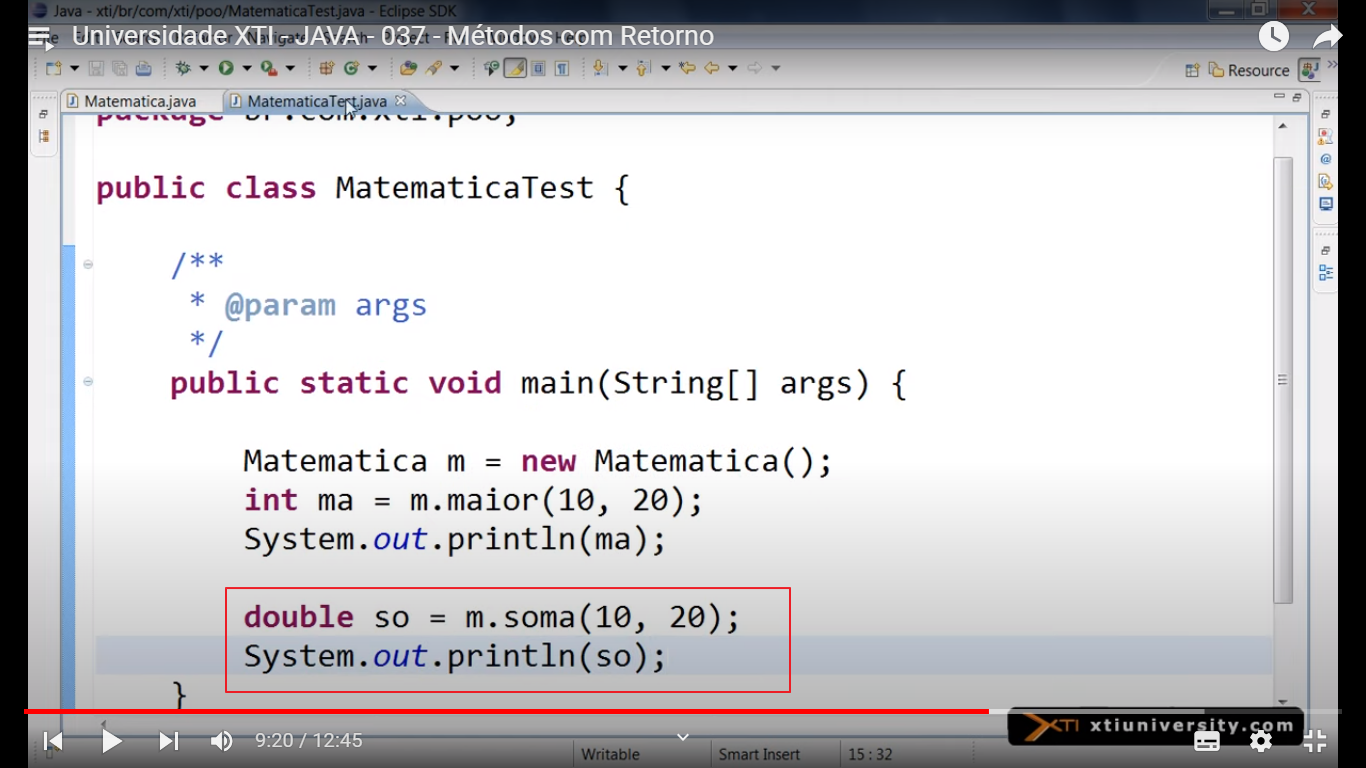 Java - xti/br/com/xti/poo/MatematicaTest.java - Eclipse SDK
Universidade XTI - JAVA - 037 - Métodos com Retorno
Resource
Matematica.java
MatematicaTest.java
package br.com.xti.poo;
public class MatematicaTest {
/**
* @param args
*/
public static void main(String[] args) {
Matematica m = new Matematica();
int ma = m.maior(10, 20);
System.out.println(ma);
double so = m.soma(10, 20);
System.out.println(so);
}
XTI xtiuniversity.com
9:20 / 12:45
Writable
Smart Insert
15 : 32